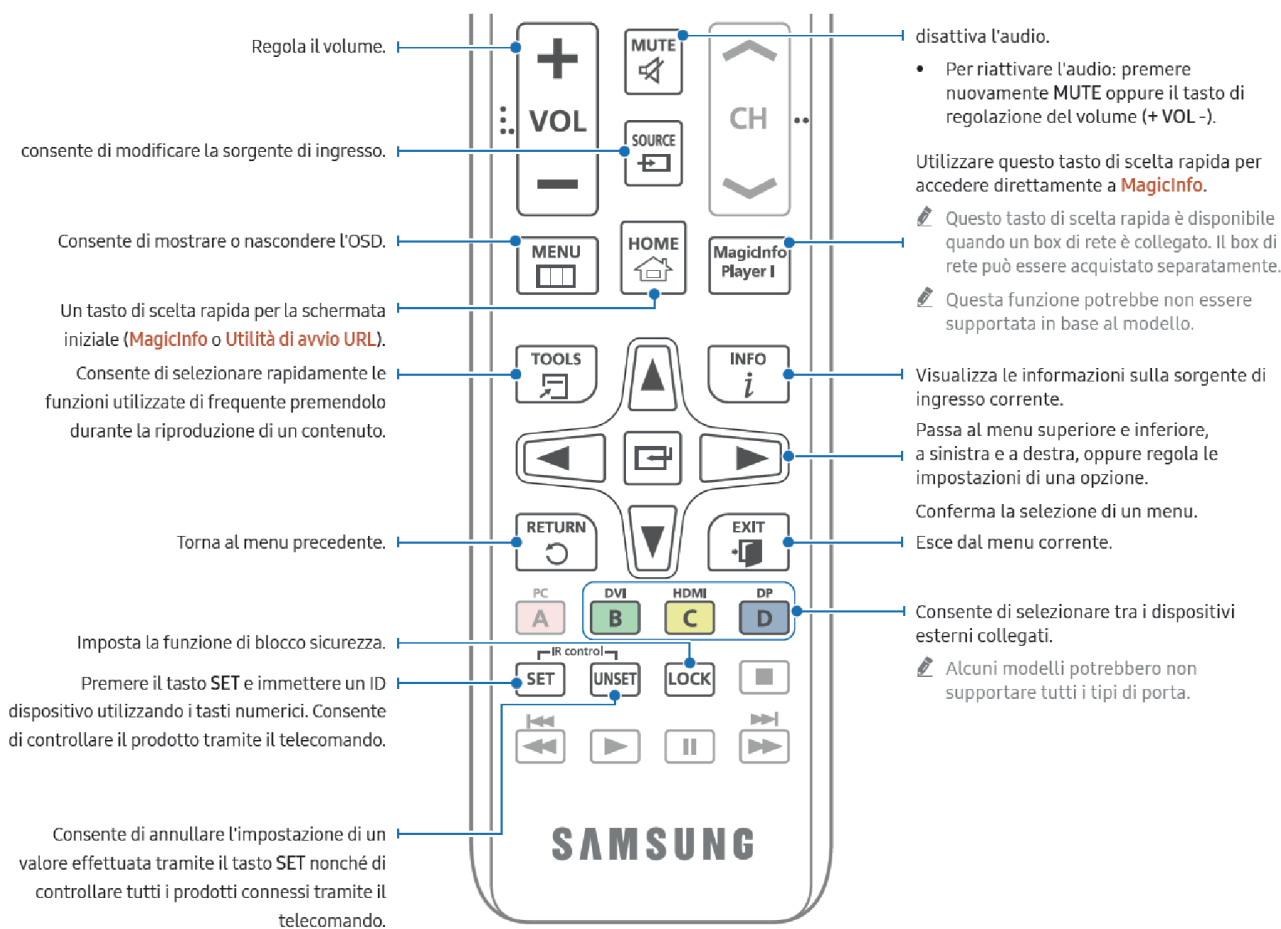 Regola il volume.
consente di modificare la sorgente di ingresso.
Consente di mostrare o nascondere l'OSD.
Un tasto di scelta rapida per la schermata
iniziale (MagicInfo o Utilità di avvio URL).
Consente di selezionare rapidamente le
funzioni utilizzate di frequente premendolo
durante la riproduzione di un contenuto.
Torna al menu precedente.
Imposta la funzione di blocco sicurezza.
Premere il tasto SET e immettere un ID
dispositivo utilizzando i tasti numerici. Consente
di controllare il prodotto tramite il telecomando.
Consente di annullare l'impostazione di un
valore effettuata tramite il tasto SET nonché di
controllare tutti i prodotti connessi tramite il
telecomando.
MUTE
VOL
CH
SOURCE
MENU
HOME
MagicInfo
Player I
TOOLS
INFO
i
RETURN
EXIT
PC
DVI
HDMI
DP
A
B
C
D
IR control
SET
UNSET
LOCK
SAMSUNG
disattiva l'audio.
• Per riattivare l'audio: premere
nuovamente MUTE oppure il tasto di
regolazione del volume (+ VOL -).
Utilizzare questo tasto di scelta rapida per
accedere direttamente a MagicInfo.
Questo tasto di scelta rapida è disponibile
quando un box di rete è collegato. Il box di
rete può essere acquistato separatamente.
Questa funzione potrebbe non essere
supportata in base al modello.
Visualizza le informazioni sulla sorgente di
ingresso corrente.
Passa al menu superiore e inferiore,
a sinistra e a destra, oppure regola le
impostazioni di una opzione.
Conferma la selezione di un menu.
Esce dal menu corrente.
Consente di selezionare tra i dispositivi
esterni collegati.
Alcuni modelli potrebbero non
supportare tutti i tipi di porta.